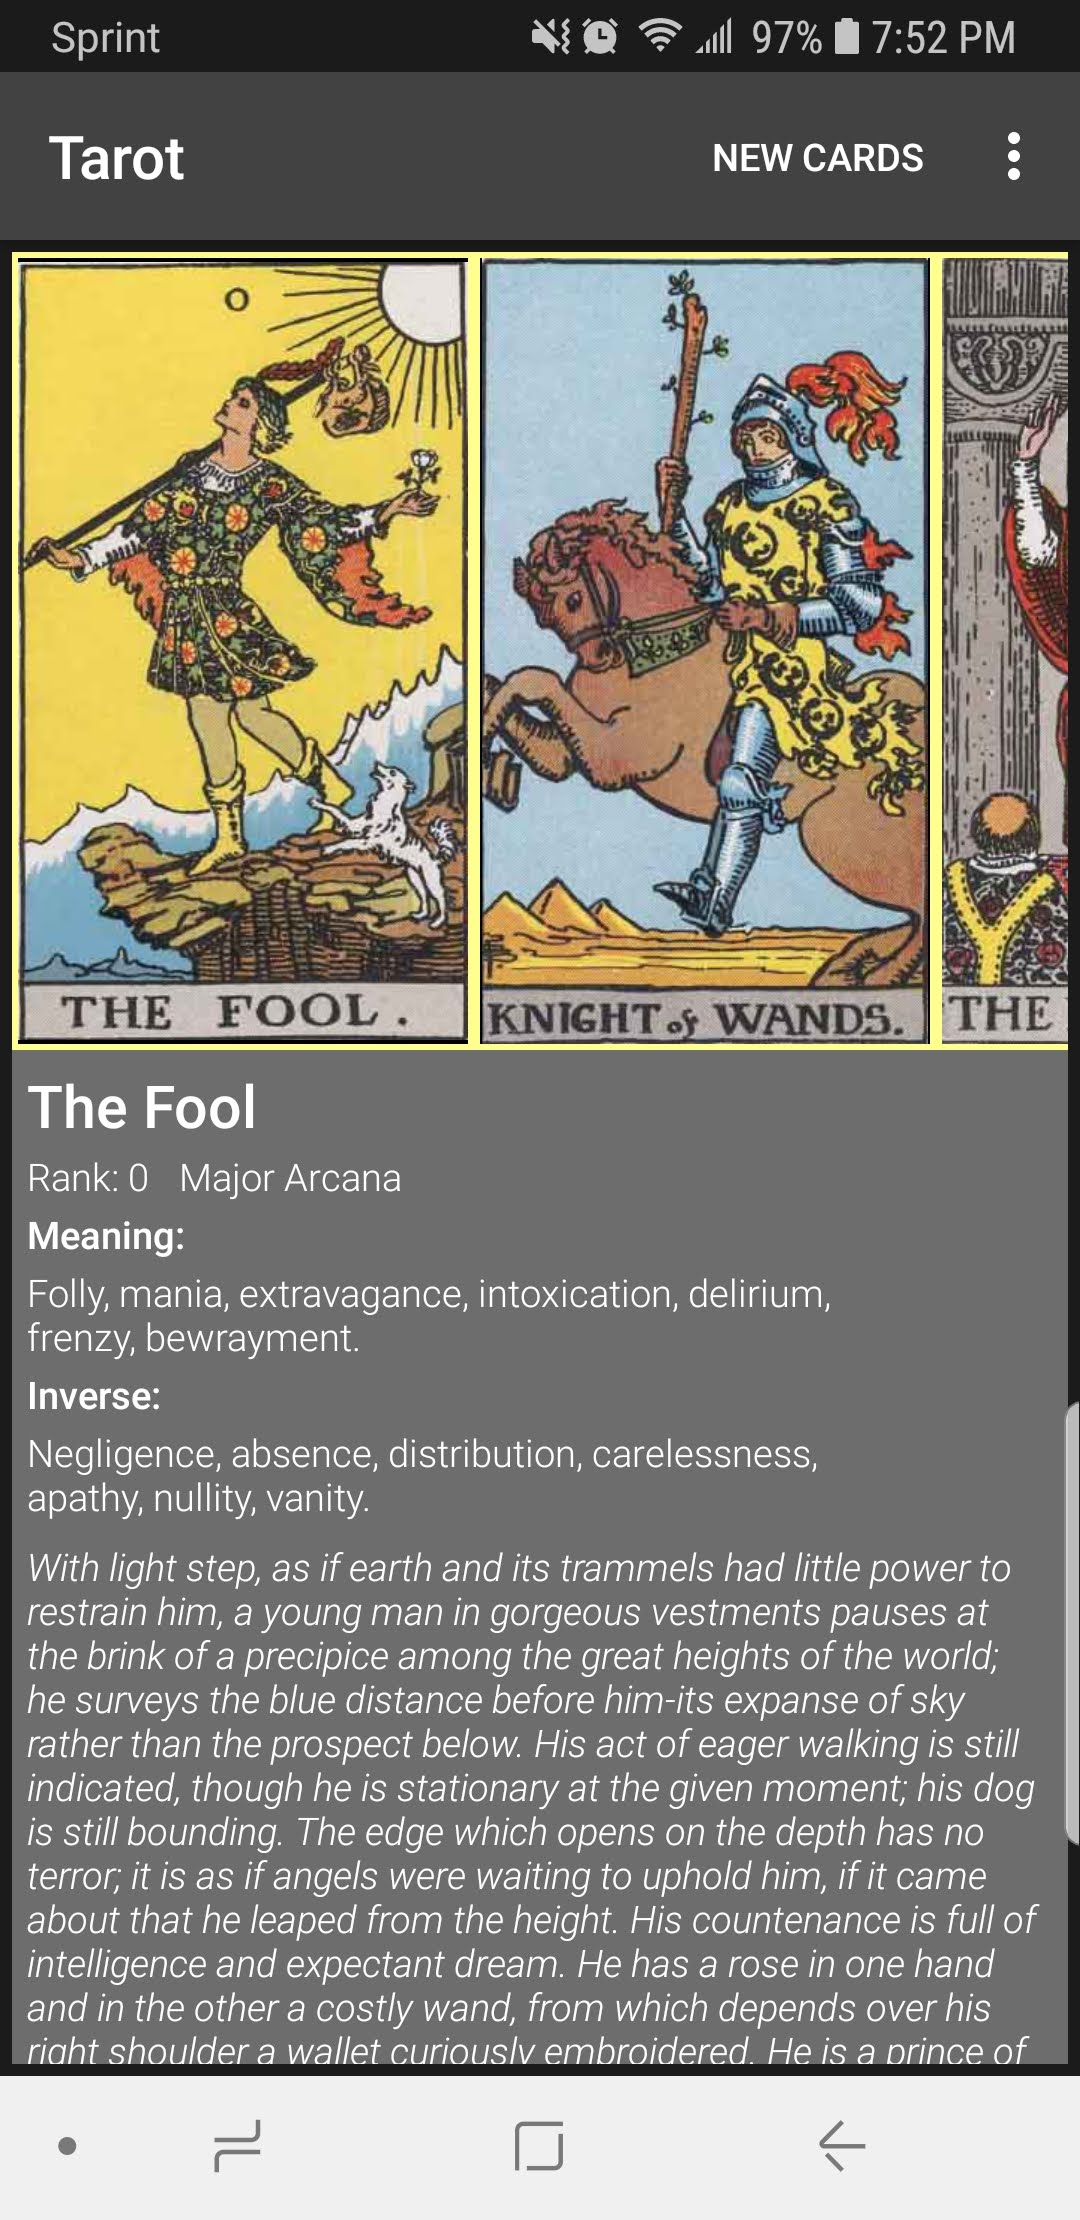 Sprint 97% 7:52 PM
Tarot NEW CARDS
0
THE FOOL.
KNIGHT of WANDS.
THE
The Fool
Rank: 0 Major Arcana
Meaning:
Folly, mania, extravagance, intoxication, delirium,
frenzy, bewrayment.
Inverse:
Negligence, absence, distribution, carelessness,
apathy, nullity, vanity.
With light step, as if earth and its trammels had little power to
restrain him, a young man in gorgeous vestments pauses at
the brink of a precipice among the great heights of the world;
he surveys the blue distance before him-its expanse of sky
rather than the prospect below. His act of eager walking is still
indicated, though he is stationary at the given moment; his dog
is still bounding. The edge which opens on the depth has no
terror; it is as if angels were waiting to uphold him, if it came
about that he leaped from the height. His countenance is full of
intelligence and expectant dream. He has a rose in one hand
and in the other a costly wand, from which depends over his
right shoulder a wallet curiously embroidered. He is a prince of